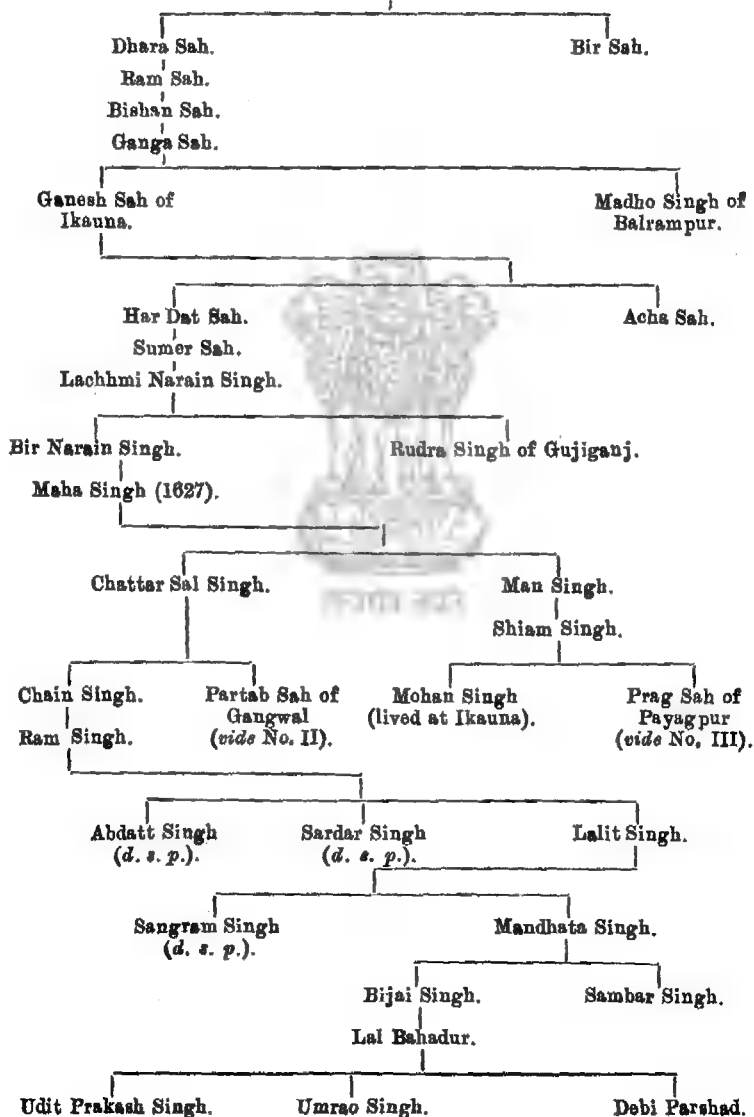 Dhara Sah. Bir Sah.
Ram Sah.
Bishan Sah.
Ganga Sah.
Ganesh Sah of Ikauna. Madho Singh of Balrampur.
Har Dat Sah. Acha Sah.
Sumer Sah.
Lachhmi Narain Singh.
Bir Narain Singh. Rudra Singh of Gujiganj.
Maha Singh (1627).
Chattar Sal Singh. Man Singh.
Shiam Singh.
Chain Singh. Partab Sah of Gangwal (vide No. II). Mohan Singh (lived at Ikauna). Prag Sah of Payagpur (vide No. III).
Ram Singh.
Abdatt Singh (d. s. p.). Sardar Singh (d. s. p.). Lalit Singh.
Sangram Singh (d. s. p.). Mandhata Singh.
Bijai Singh. Sambar Singh.
Lal Bahadur.
Udit Prakash Singh. Umrao Singh. Debi Parshad.